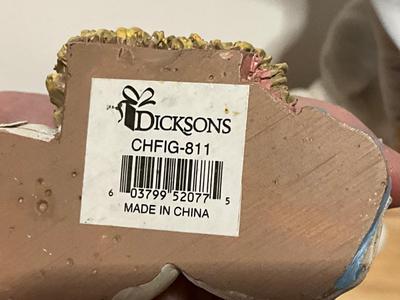 DICKSONS
CHFIG-811
6 03799 52077 5
MADE IN CHINA